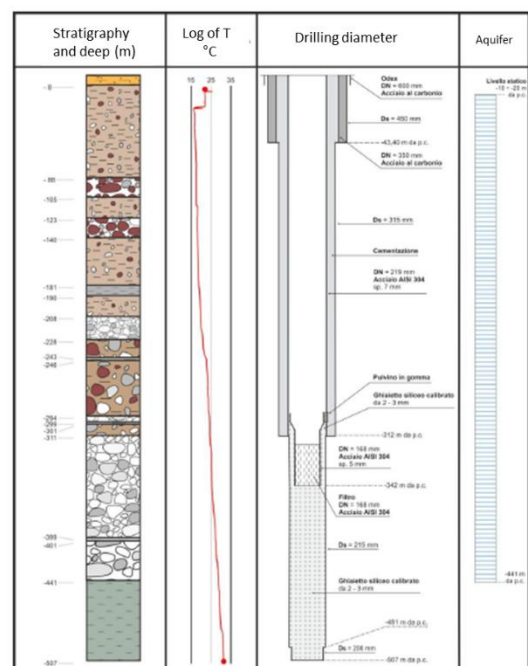 Stratigraphy
and deep (m)
Log of T
°C
Drilling diameter
Aquifer
15 25 35
- 8
- 88
-105
-123
-140
-181
-190
-208
-228
-243
-246
-294
-299
-301
-311
-399
-401
-441
-507
Odex
DN = 600 mm
Acciaio al carbonio
Ds = 450 mm
-43,40 m da p.c.
DN = 350 mm
Acciaio al carbonio
Ds = 315 mm
Cementazione
DN = 219 mm
Acciaio AISI 304
sp. 7 mm
Pulvino in gomma
Ghiaietto siliceo calibrato
da 2 - 3 mm
-312 m da p.c.
DN = 168 mm
Acciaio AISI 304
sp. 5 mm
-342 m da p.c.
Filtro
DN = 168 mm
Acciaio AISI 304
Ds = 215 mm
Ghiaietto siliceo calibrato
da 2 - 3 mm
-481 m da p.c.
Ds = 208 mm
-507 m da p.c.
Livello statico
-18 ÷ -20 m
da p.c.
-441 m
da p.c.